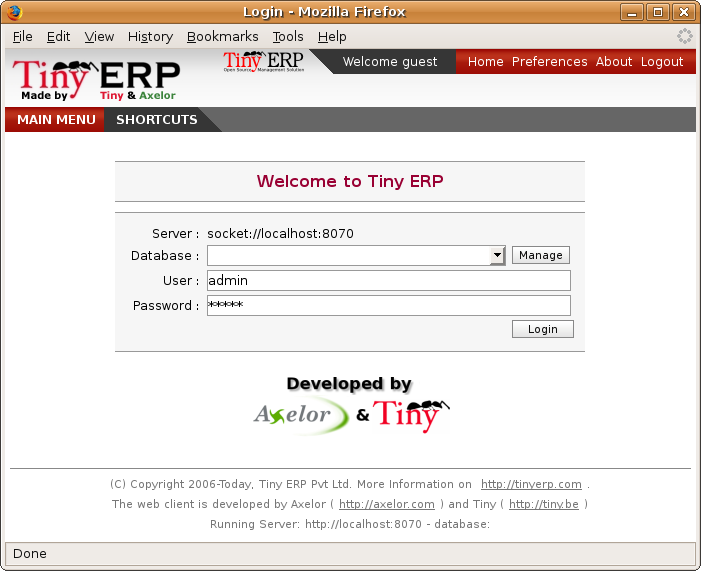 Login - Mozilla Firefox
File Edit View History Bookmarks Tools Help
Tiny ERP
Made by Tiny & Axelor
Tiny ERP
Open Source Management Solution
Welcome guest
Home Preferences About Logout
MAIN MENU SHORTCUTS
Welcome to Tiny ERP
Server : socket://localhost:8070
Database : Manage
User : admin
Password : *****
Login
Developed by
Axelor & Tiny
(C) Copyright 2006-Today, Tiny ERP Pvt Ltd. More Information on http://tinyerp.com .
The web client is developed by Axelor ( http://axelor.com ) and Tiny ( http://tiny.be )
Running Server: http://localhost:8070 - database:
Done